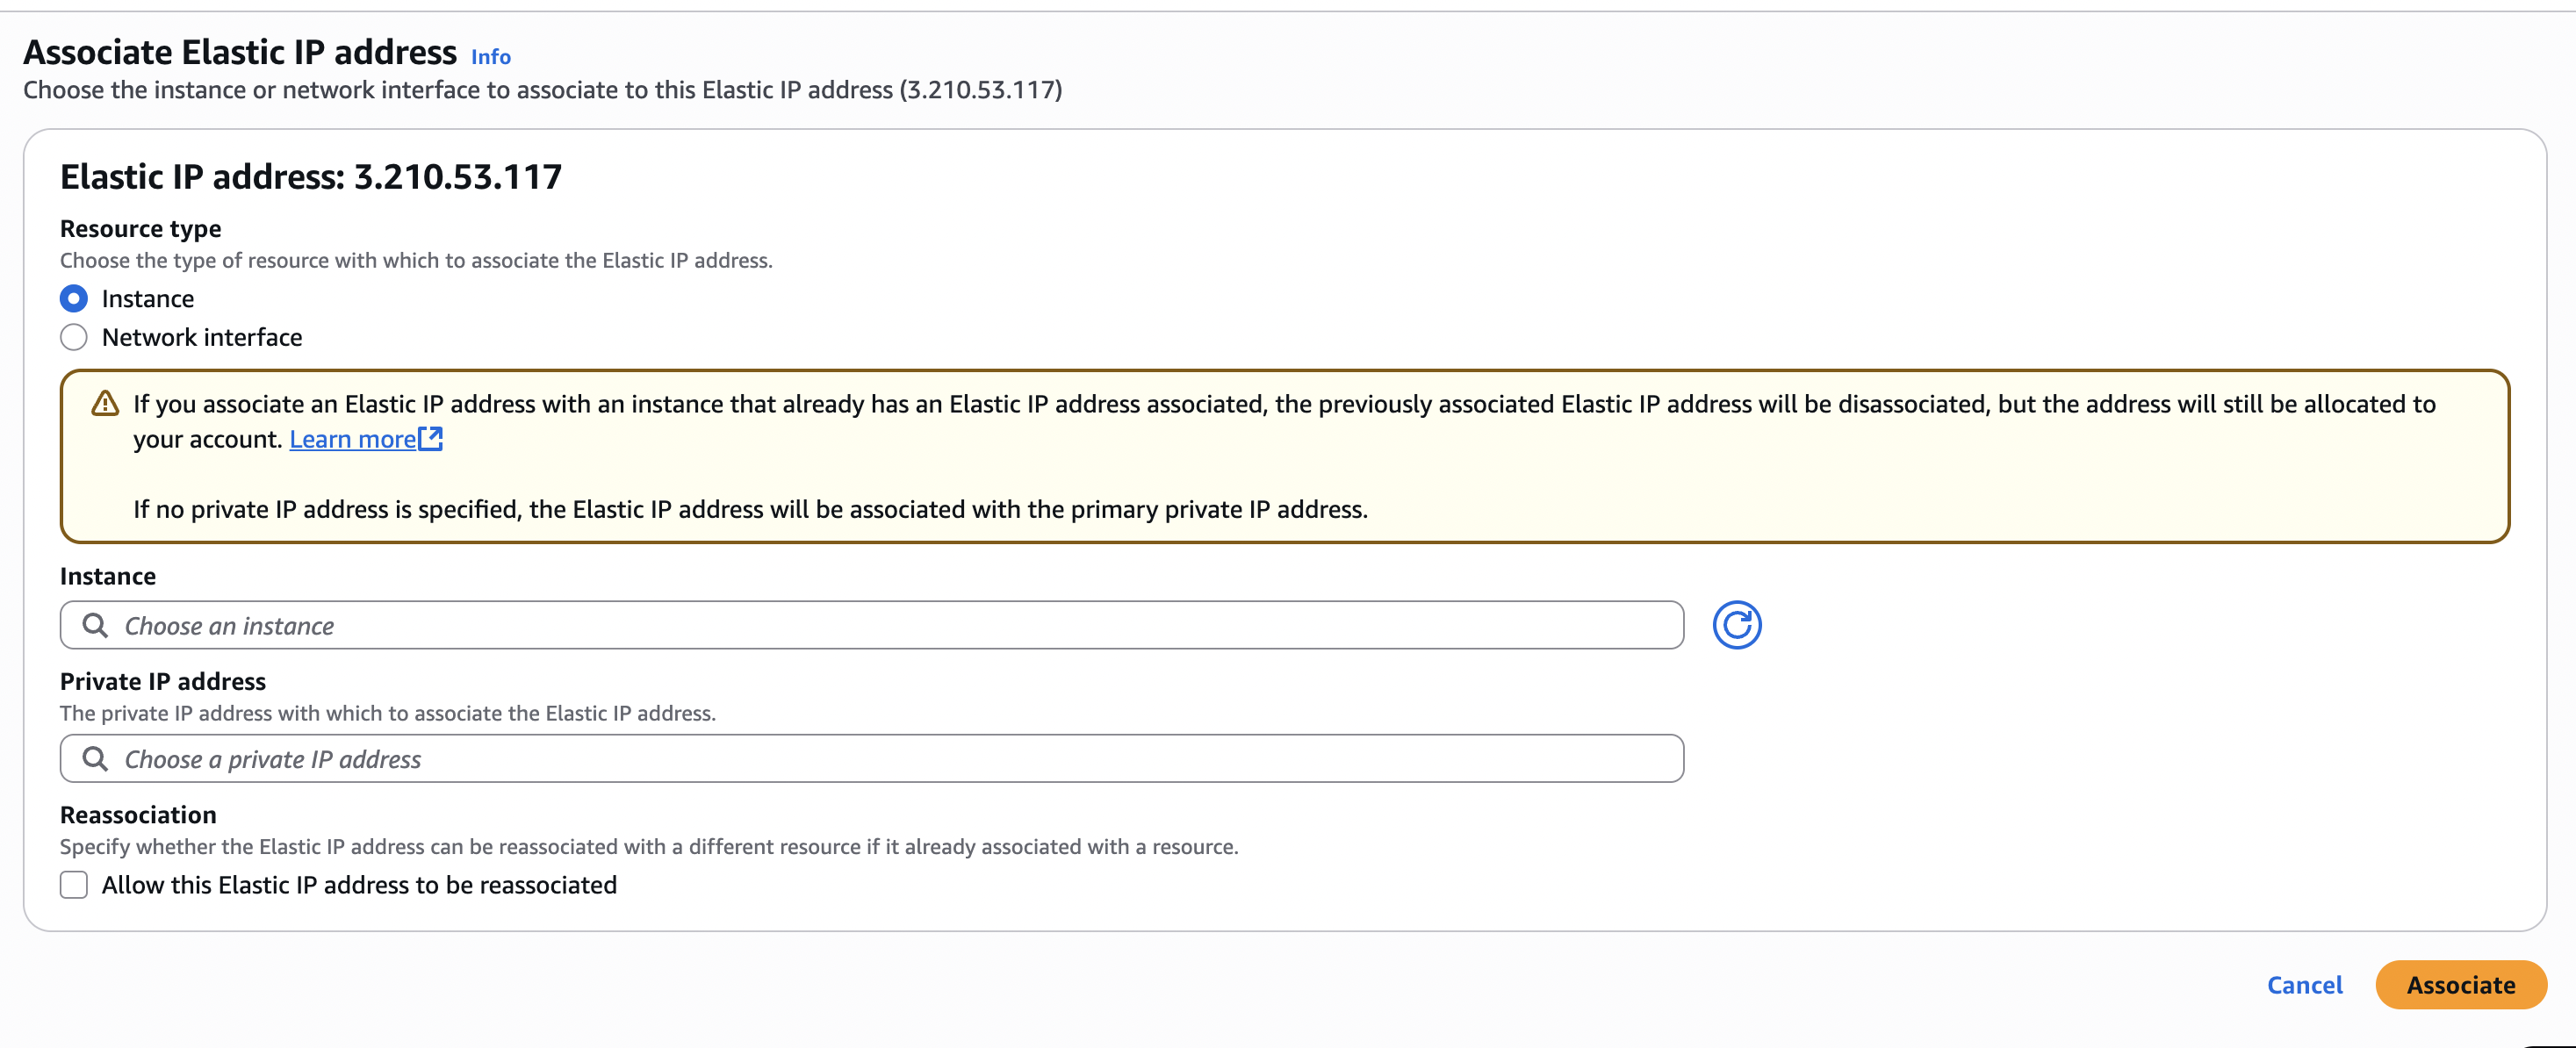 Associate Elastic IP address Info
Choose the instance or network interface to associate to this Elastic IP address (3.210.53.117)
Elastic IP address: 3.210.53.117
Resource type
Choose the type of resource with which to associate the Elastic IP address.
Instance
Network interface
If you associate an Elastic IP address with an instance that already has an Elastic IP address associated, the previously associated Elastic IP address will be disassociated, but the address will still be allocated to
your account. Learn more
If no private IP address is specified, the Elastic IP address will be associated with the primary private IP address.
Instance
Choose an instance
Private IP address
The private IP address with which to associate the Elastic IP address.
Choose a private IP address
Reassociation
Specify whether the Elastic IP address can be reassociated with a different resource if it already associated with a resource.
Allow this Elastic IP address to be reassociated
Cancel Associate